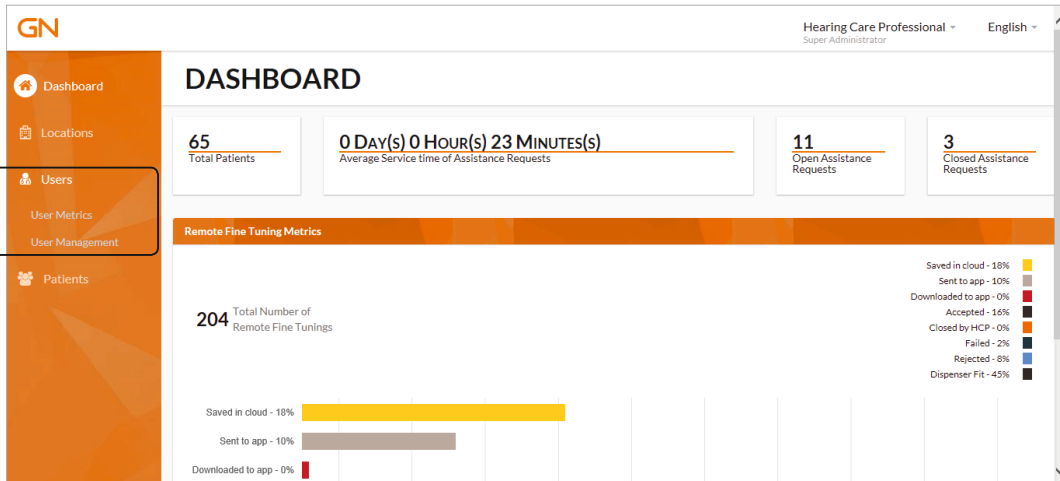 GN
Hearing Care Professional
English
Super Administrator
Dashboard
DASHBOARD
Locations
65
Total Patients
0 DAY(S) 0 HOUR(S) 23 MINUTES(S)
Average Service time of Assistance Requests
11
Open Assistance
Requests
3
Closed Assistance
Requests
Users
User Metrics
User Management
Patients
Remote Fine Tuning Metrics
204
Total Number of
Remote Fine Tunings
Saved in cloud - 18%
Sent to app - 10%
Downloaded to app - 0%
Accepted - 16%
Closed by HCP - 0%
Failed - 2%
Rejected - 8%
Dispenser Fit - 45%
Saved in cloud - 18%
Sent to app - 10%
Downloaded to app - 0%